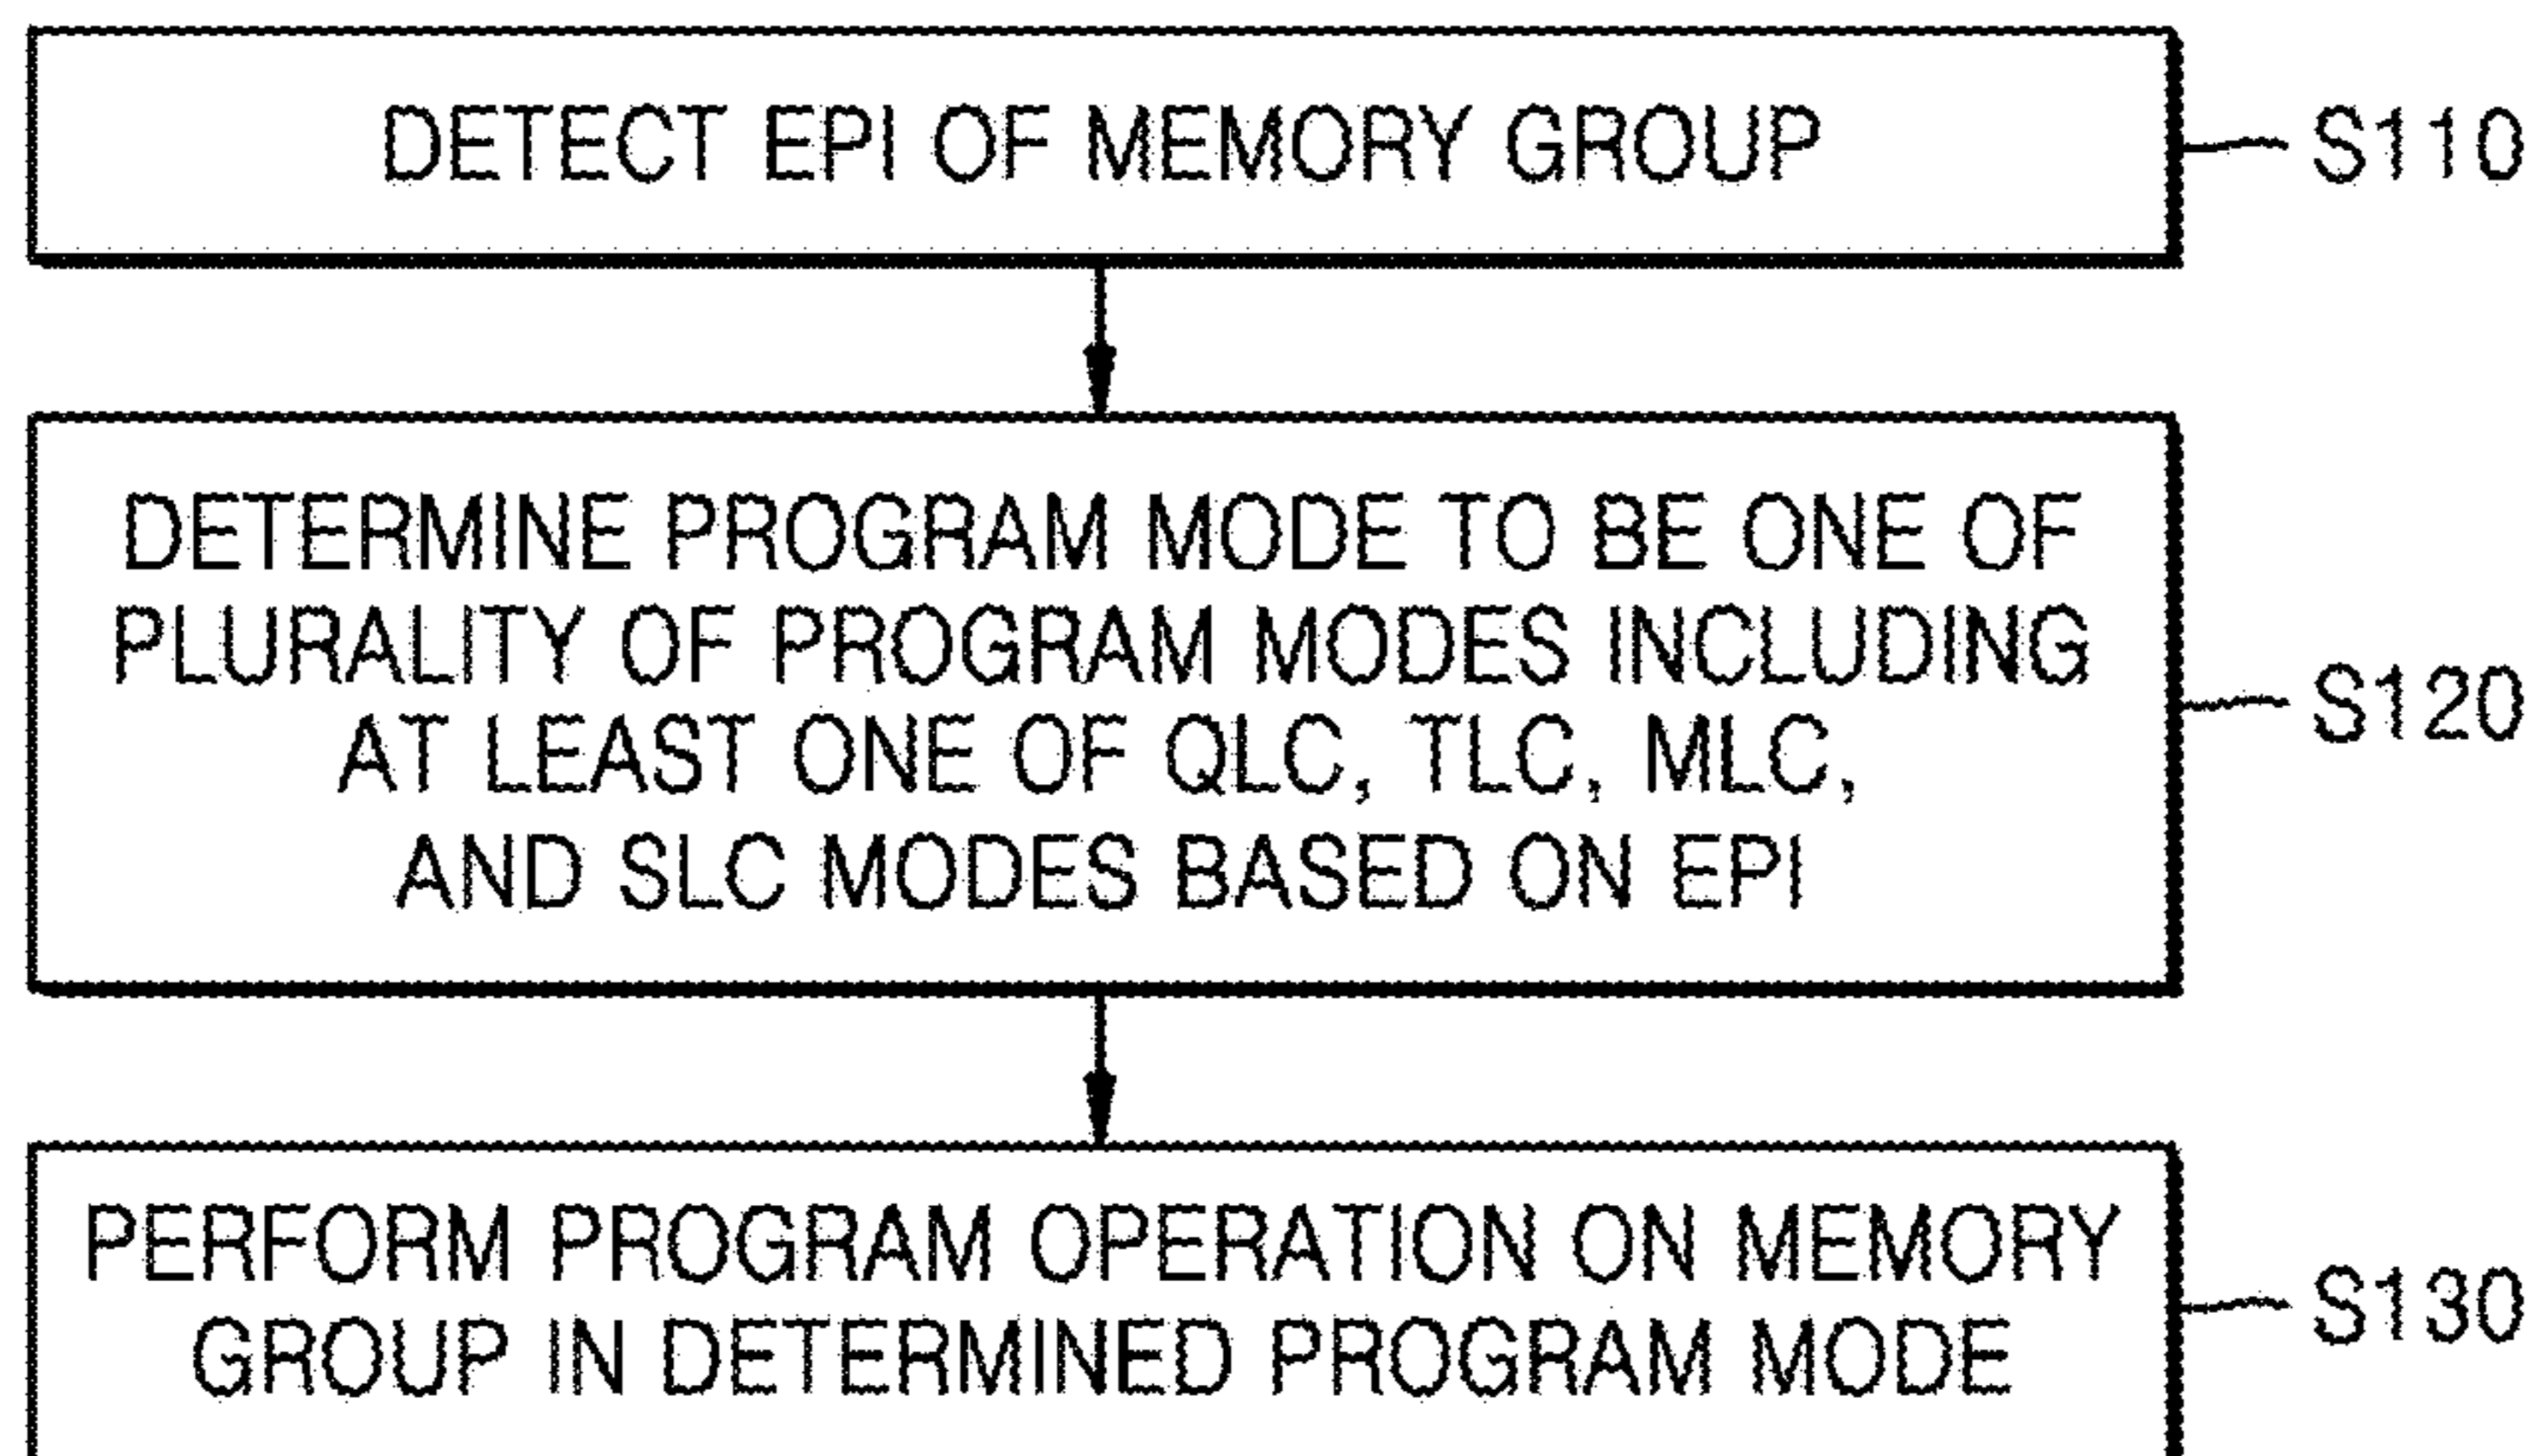 DETECT EPI OF MEMORY GROUP
S110
DETERMINE PROGRAM MODE TO BE ONE OF
PLURALITY OF PROGRAM MODES INCLUDING
AT LEAST ONE OF QLC, TLC, MLC,
AND SLC MODES BASED ON EPI
S120
PERFORM PROGRAM OPERATION ON MEMORY
GROUP IN DETERMINED PROGRAM MODE
S130